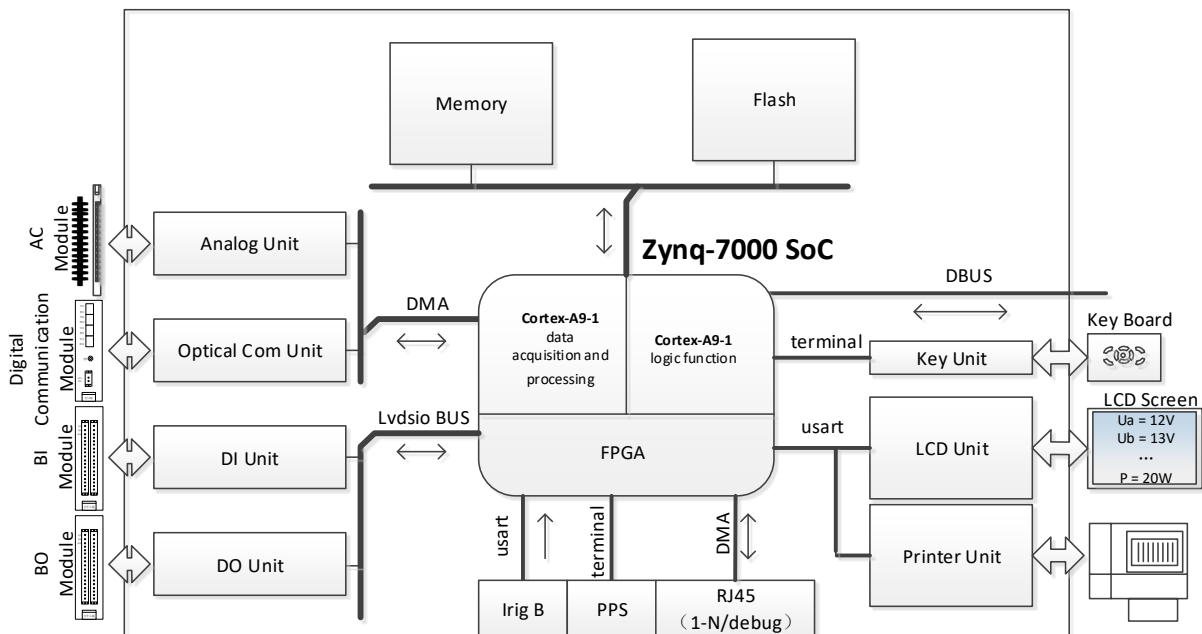 Memory
Flash
AC
Module
Analog Unit
Zynq-7000 SoC
DBUS
DMA
Digital
Communication
Module
Optical Com Unit
Cortex-A9-1
data
acquisition and
processing
Cortex-A9-1
logic function
terminal
Key Unit
Key Board
Lvdsio BUS
BI
Module
DI Unit
FPGA
usart
LCD Unit
LCD Screen
Ua = 12V
Ub = 13V
...
P = 20W
BO
Module
DO Unit
usart
terminal
DMA
Printer Unit
Irig B
PPS
RJ45
（1-N/debug）